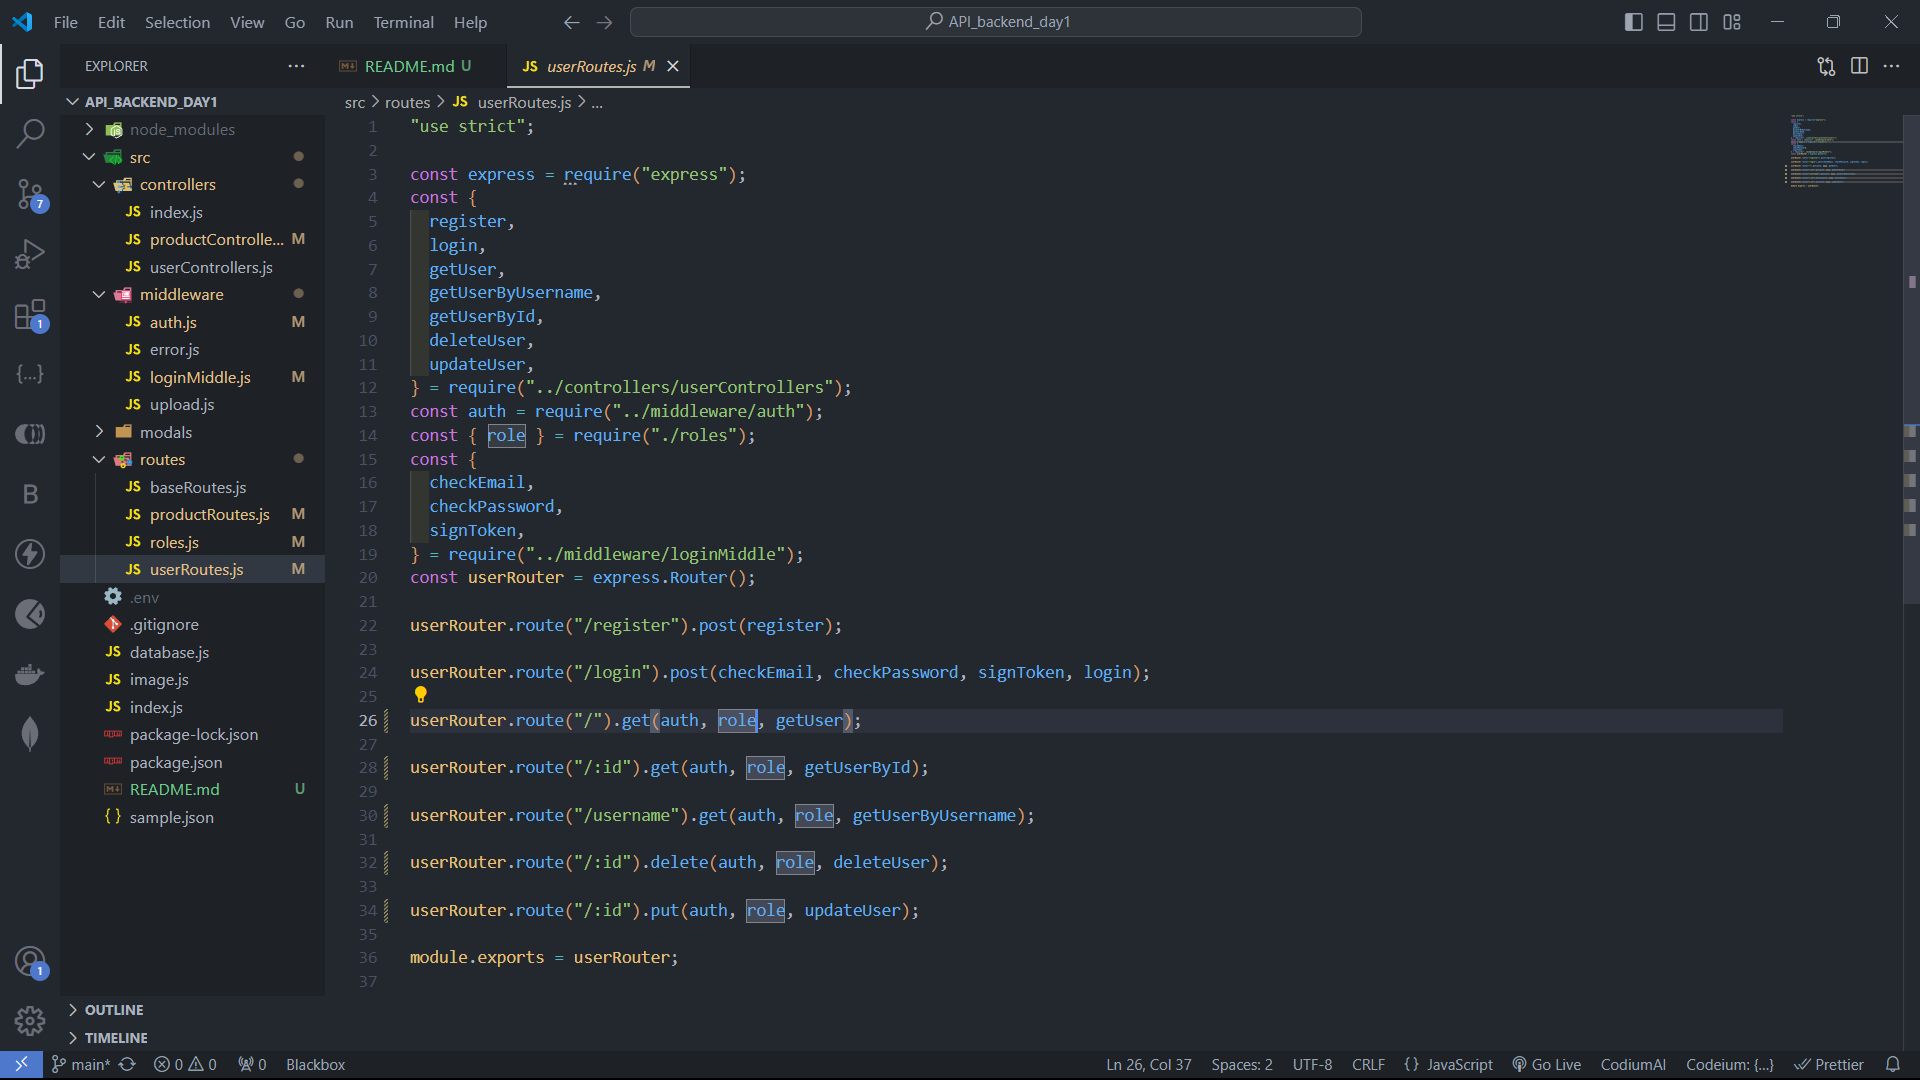 File Edit Selection View Go Run Terminal Help
API_backend_day1
EXPLORER
README.md U
JS userRoutes.js M
API_BACKEND_DAY1
src > routes > JS userRoutes.js > ...
node_modules
src
controllers
JS index.js
JS productControlle... M
JS userControllers.js
middleware
JS auth.js M
JS error.js
JS loginMiddle.js M
JS upload.js
modals
routes
JS baseRoutes.js
JS productRoutes.js M
JS roles.js M
JS userRoutes.js M
.env
.gitignore
JS database.js
JS image.js
JS index.js
package-lock.json
package.json
README.md U
{} sample.json
OUTLINE
TIMELINE
7
1
{...}
B
1
1 "use strict";
2
3 const express = require("express");
4 const {
5 register,
6 login,
7 getUser,
8 getUserByUsername,
9 getUserById,
10 deleteUser,
11 updateUser,
12 } = require("../controllers/userControllers");
13 const auth = require("../middleware/auth");
14 const { role } = require("./roles");
15 const {
16 checkEmail,
17 checkPassword,
18 signToken,
19 } = require("../middleware/loginMiddle");
20 const userRouter = express.Router();
21
22 userRouter.route("/register").post(register);
23
24 userRouter.route("/login").post(checkEmail, checkPassword, signToken, login);
25
26 userRouter.route("/").get(auth, role, getUser);
27
28 userRouter.route("/:id").get(auth, role, getUserById);
29
30 userRouter.route("/username").get(auth, role, getUserByUsername);
31
32 userRouter.route("/:id").delete(auth, role, deleteUser);
33
34 userRouter.route("/:id").put(auth, role, updateUser);
35
36 module.exports = userRouter;
37
main* 0 0 0 Blackbox Ln 26, Col 37 Spaces: 2 UTF-8 CRLF {} JavaScript Go Live CodiumAI Codeium: {...} Prettier